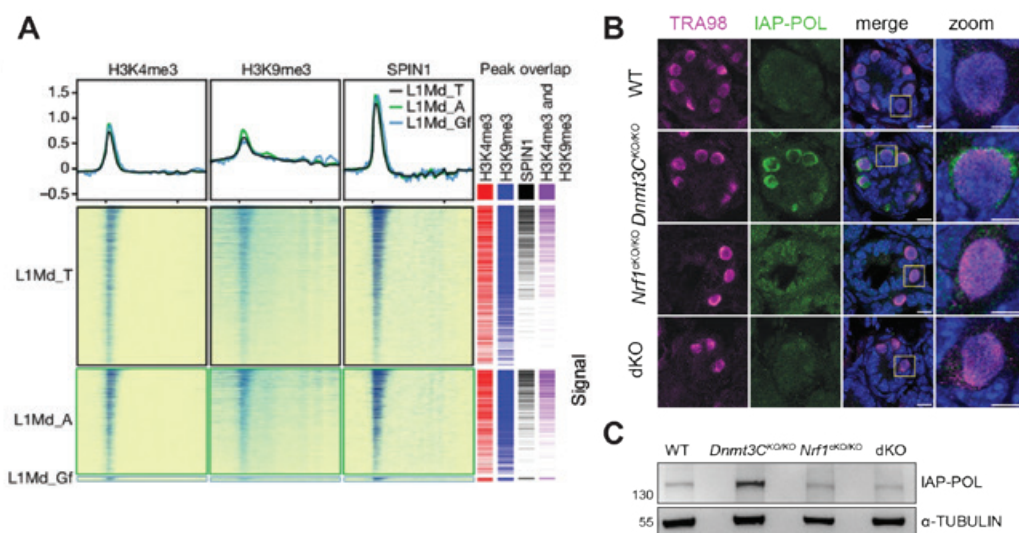 A
H3K4me3 H3K9me3 SPIN1 Peak overlap
1.5
1.0
0.5
0
−0.5
L1Md_T
L1Md_A
L1Md_Gf
H3K4me3
H3K9me3
SPIN1
H3K4me3 and
H3K9me3
L1Md_T
L1Md_A
L1Md_Gf
Signal
B
TRA98 IAP-POL merge zoom
WT
Dnmt3C^KO/KO
Nrf1^cKO/KO
dKO
C
WT Dnmt3C^KO/KO Nrf1^cKO/KO dKO
130 IAP-POL
55 α-TUBULIN